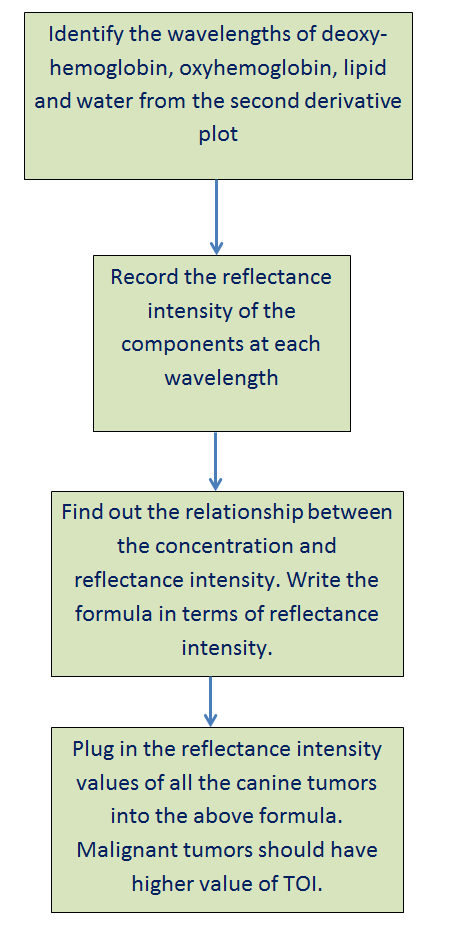 Identify the wavelengths of deoxy-
hemoglobin, oxyhemoglobin, lipid
and water from the second derivative
plot
Record the reflectance
intensity of the
components at each
wavelength
Find out the relationship between
the concentration and
reflectance intensity. Write the
formula in terms of reflectance
intensity.
Plug in the reflectance intensity
values of all the canine tumors
into the above formula.
Malignant tumors should have
higher value of TOI.